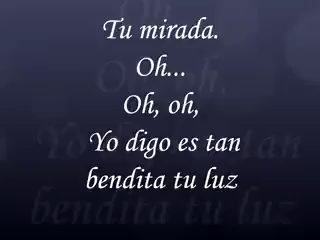 Tu mirada.
Oh...
Oh, oh,
Yo digo es tan
bendita tu luz